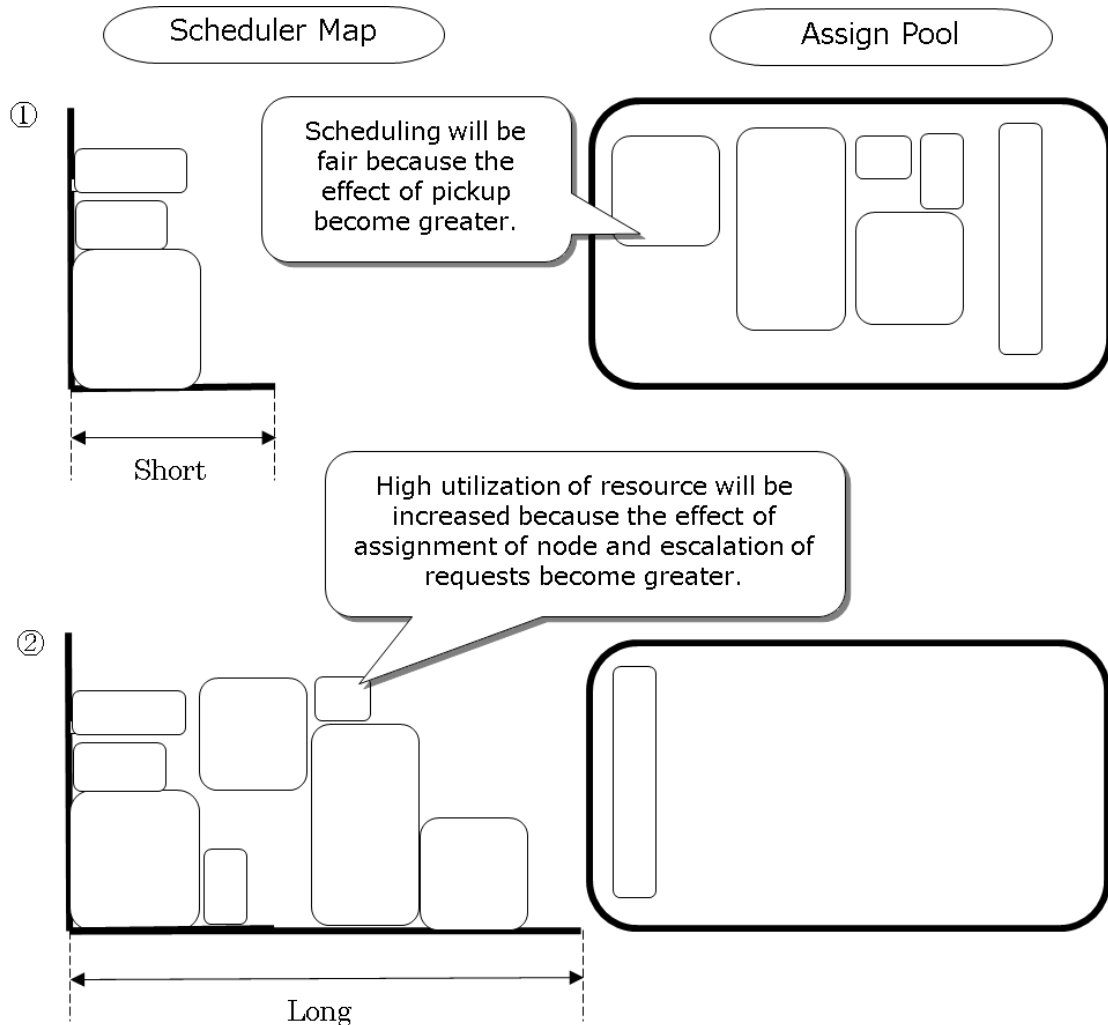 Scheduler Map
Assign Pool
①
Scheduling will be
fair because the
effect of pickup
become greater.
Short
High utilization of resource will be
increased because the effect of
assignment of node and escalation of
requests become greater.
②
Long